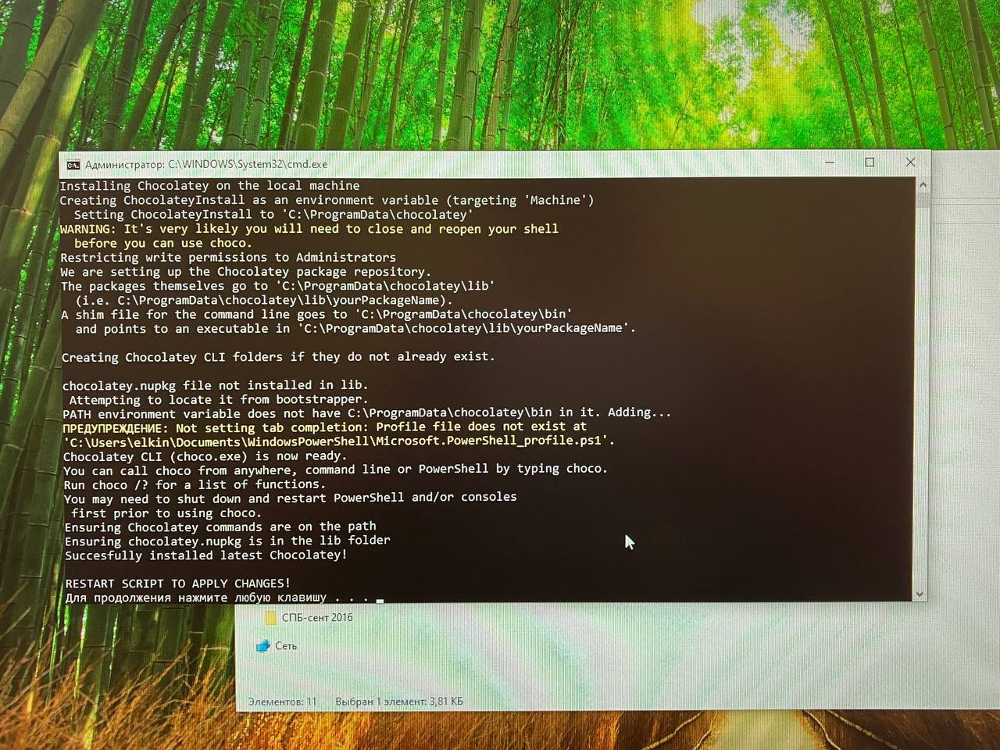 Администратор: C:\WINDOWS\System32\cmd.exe
Installing Chocolatey on the local machine
Creating ChocolateyInstall as an environment variable (targeting 'Machine')
  Setting ChocolateyInstall to 'C:\ProgramData\chocolatey'
WARNING: It's very likely you will need to close and reopen your shell
  before you can use choco.
Restricting write permissions to Administrators
We are setting up the Chocolatey package repository.
The packages themselves go to 'C:\ProgramData\chocolatey\lib'
  (i.e. C:\ProgramData\chocolatey\lib\yourPackageName).
A shim file for the command line goes to 'C:\ProgramData\chocolatey\bin'
  and points to an executable in 'C:\ProgramData\chocolatey\lib\yourPackageName'.
Creating Chocolatey CLI folders if they do not already exist.
chocolatey.nupkg file not installed in lib.
 Attempting to locate it from bootstrapper.
PATH environment variable does not have C:\ProgramData\chocolatey\bin in it. Adding...
ПРЕДУПРЕЖДЕНИЕ: Not setting tab completion: Profile file does not exist at
'C:\Users\elkin\Documents\WindowsPowerShell\Microsoft.PowerShell_profile.ps1'.
Chocolatey CLI (choco.exe) is now ready.
You can call choco from anywhere, command line or PowerShell by typing choco.
Run choco /? for a list of functions.
You may need to shut down and restart PowerShell and/or consoles
 first prior to using choco.
Ensuring Chocolatey commands are on the path
Ensuring chocolatey.nupkg is in the lib folder
Succesfully installed latest Chocolatey!
RESTART SCRIPT TO APPLY CHANGES!
Для продолжения нажмите любую клавишу . . .
СПБ-сент 2016
Сеть
Элементов: 11 Выбран 1 элемент: 3,81 КБ